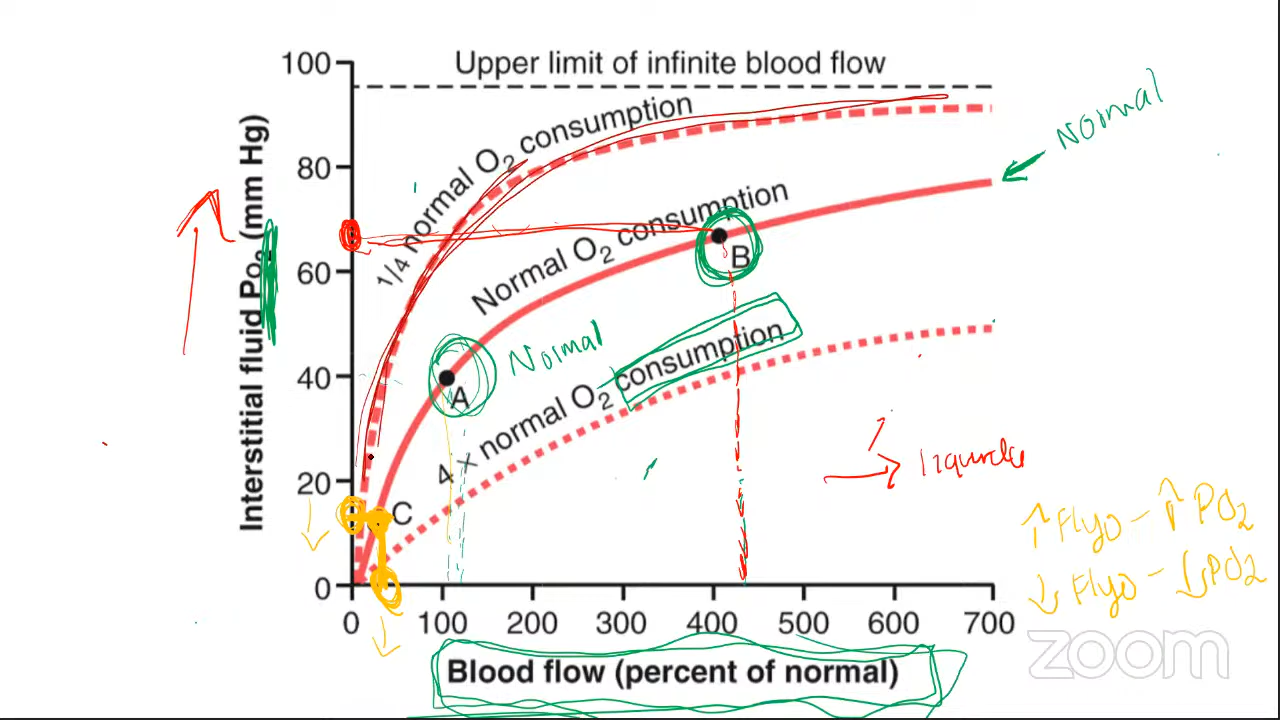 100
Upper limit of infinite blood flow
Normal
80
1/4 normal O2 consumption
Interstitial fluid Po2 (mm Hg)
Normal O2 consumption
B
60
Normal
40
A
4 × normal O2 consumption
20
C
↑ Flujo - ↑ PO2
↓ Flujo - ↓ PO2
0
0 100 200 300 400 500 600 700
Blood flow (percent of normal)
zoom